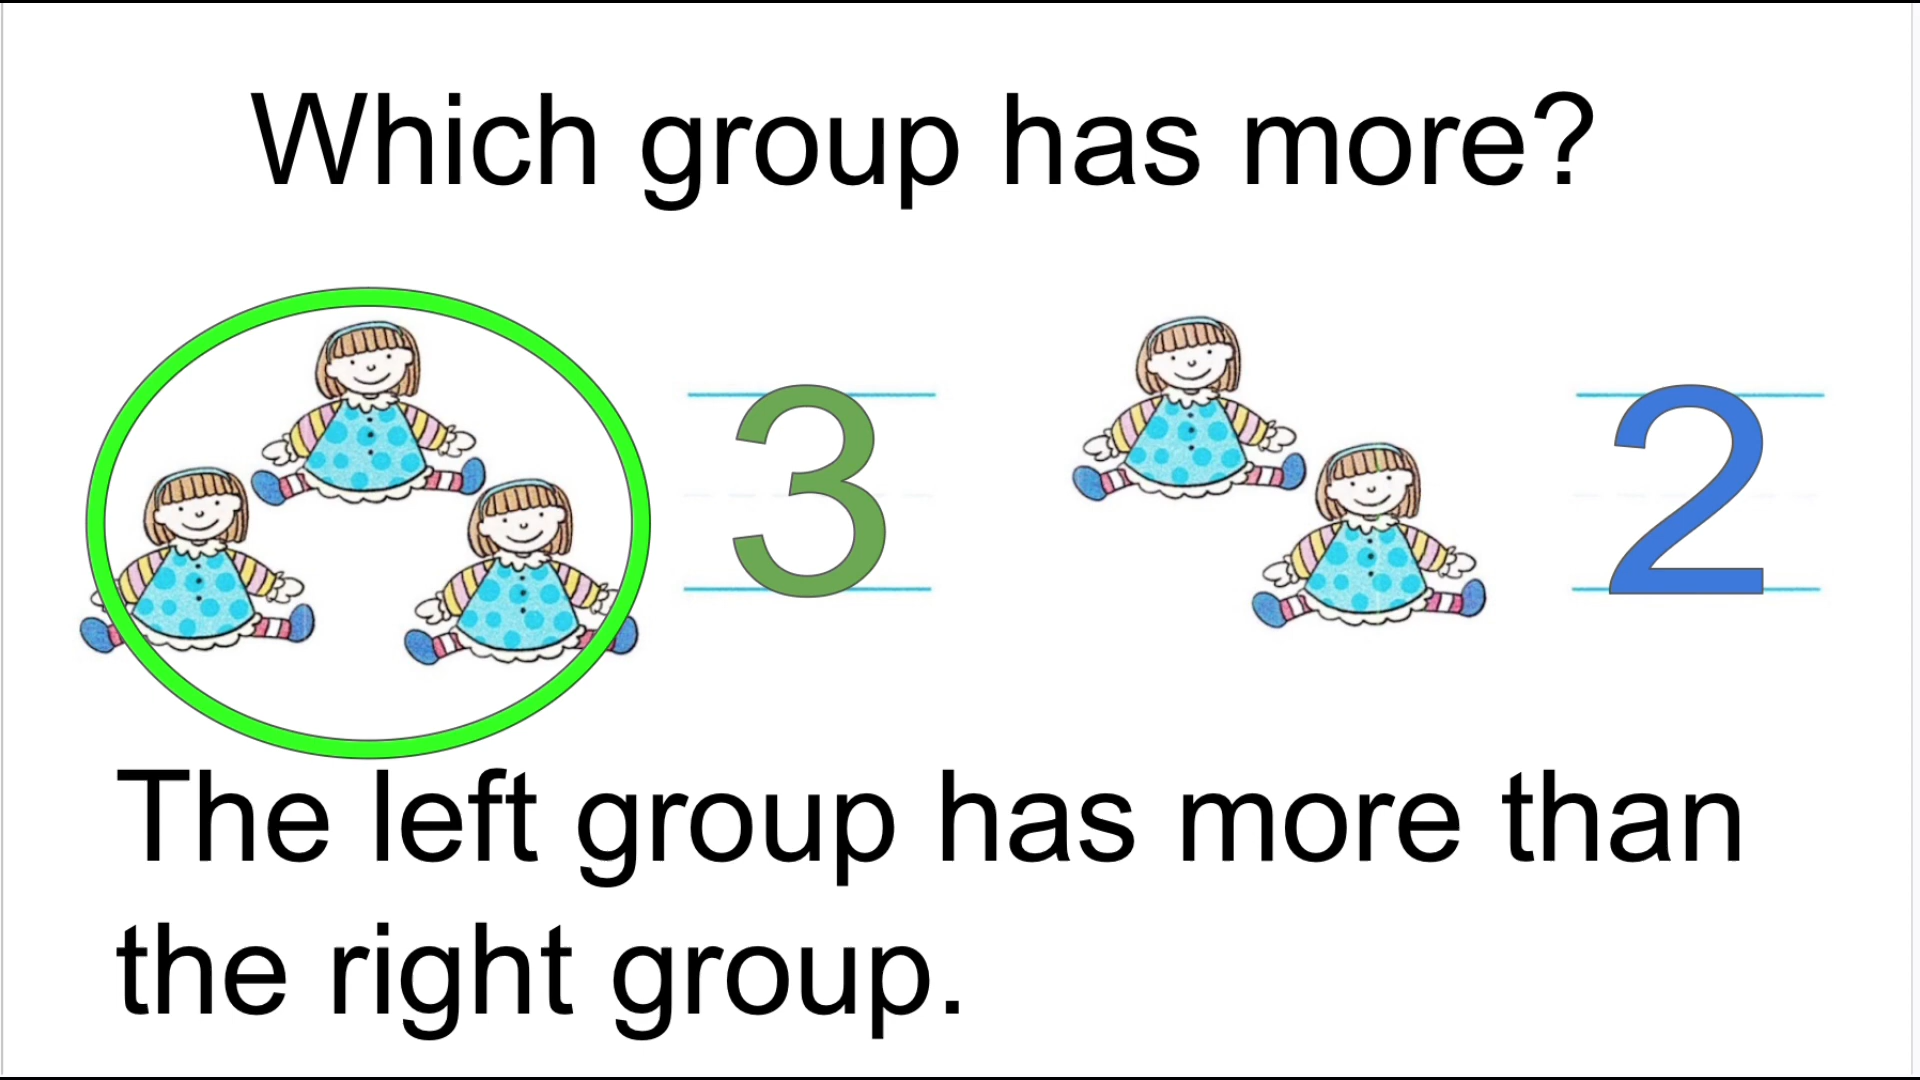 Which group has more?
3 2
The left group has more than
the right group.